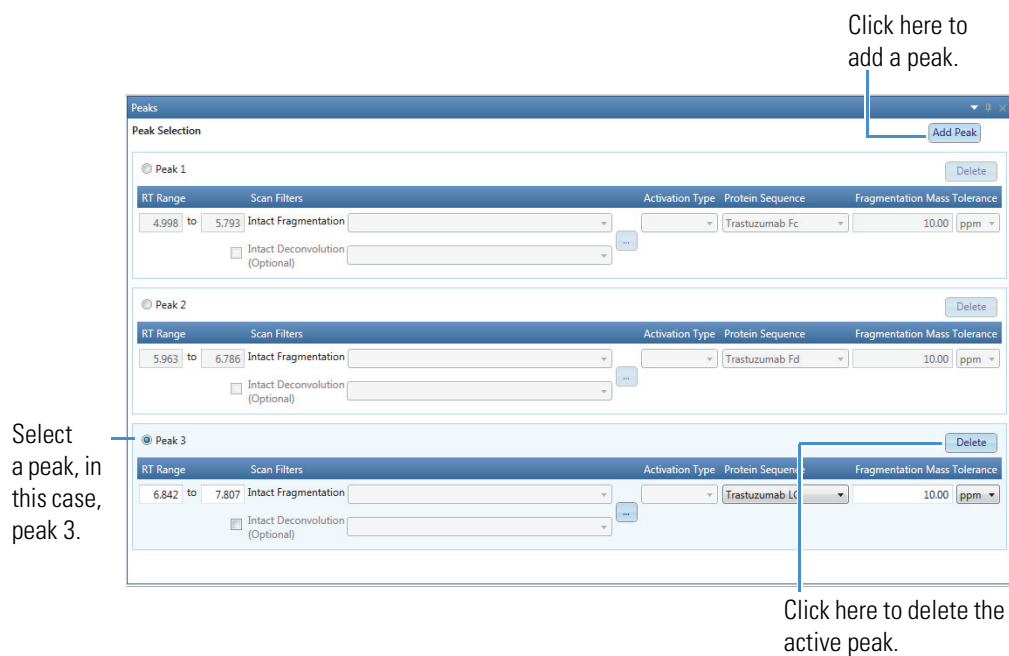 Click here to
add a peak.
Peaks
Peak Selection
Add Peak
Peak 1
Delete
RT Range Scan Filters Activation Type Protein Sequence Fragmentation Mass Tolerance
4.998 to 5.793 Intact Fragmentation Trastuzumab Fc 10.00 ppm
...
Intact Deconvolution
(Optional)
Peak 2
Delete
RT Range Scan Filters Activation Type Protein Sequence Fragmentation Mass Tolerance
5.963 to 6.786 Intact Fragmentation Trastuzumab Fd 10.00 ppm
...
Intact Deconvolution
(Optional)
Select
a peak, in
this case,
peak 3.
Peak 3
Delete
RT Range Scan Filters Activation Type Protein Sequence Fragmentation Mass Tolerance
6.842 to 7.807 Intact Fragmentation Trastuzumab LC 10.00 ppm
...
Intact Deconvolution
(Optional)
Click here to delete the
active peak.